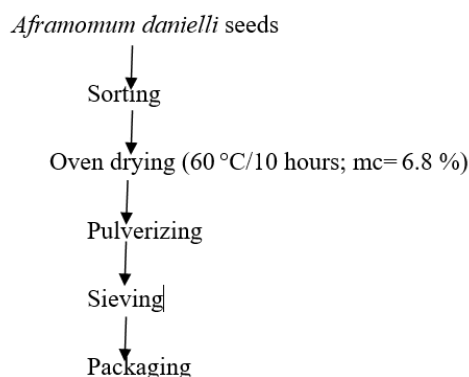 Aframomum danielli seeds
Sorting
Oven drying (60 °C/10 hours; mc= 6.8 %)
Pulverizing
Sieving
Packaging